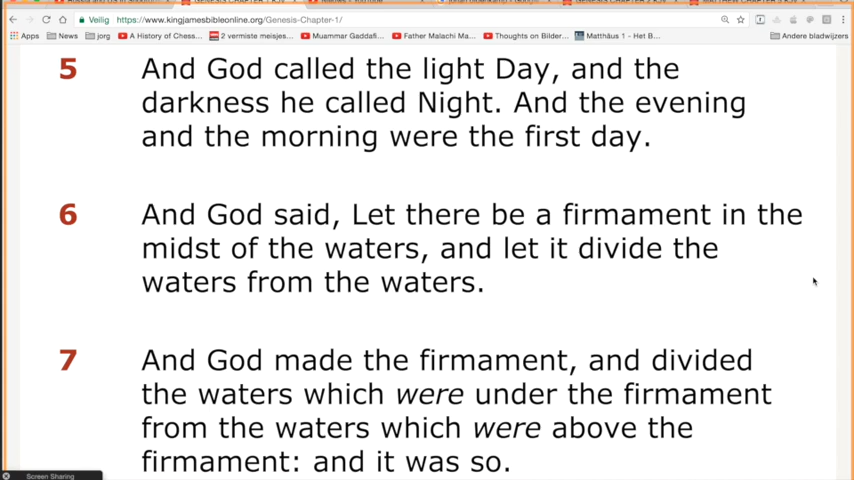 Veilig
https://www.kingjamesbibleonline.org/Genesis-Chapter-1/
Apps News jorg A History of Chess... 2 vermiste meisjes... Muammar Gaddafi... Father Malachi Ma... Thoughts on Bilder... Matthäus 1 - Het B... Andere bladwijzers
5 And God called the light Day, and the
darkness he called Night. And the evening
and the morning were the first day.
6 And God said, Let there be a firmament in the
midst of the waters, and let it divide the
waters from the waters.
7 And God made the firmament, and divided
the waters which were under the firmament
from the waters which were above the
firmament: and it was so.
Screen Sharing